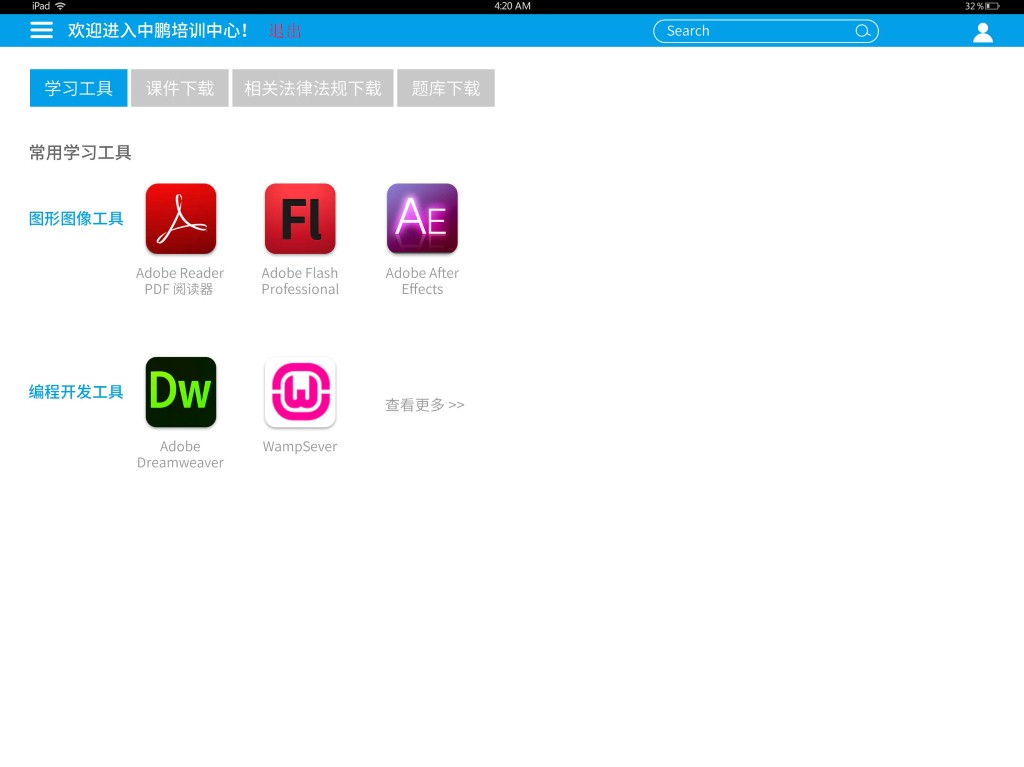 iPad 4:20 AM 32%
欢迎进入中鹏培训中心！ 退出 Search
学习工具 课件下载 相关法律法规下载 题库下载
常用学习工具
图形图像工具
Fl AE
Adobe Reader Adobe Flash Adobe After
PDF 阅读器 Professional Effects
编程开发工具 Dw W
查看更多 >>
Adobe WampSever
Dreamweaver